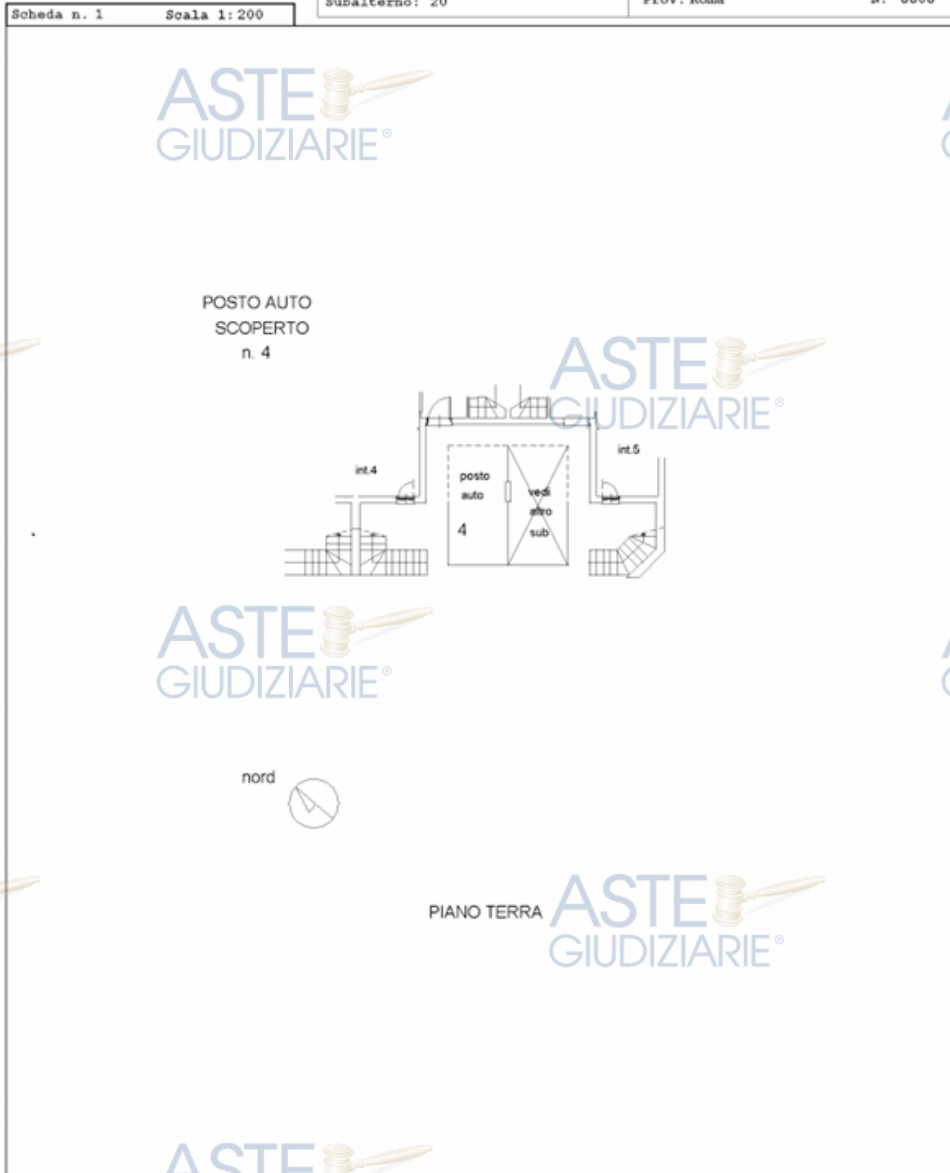 Scheda n. 1 Scala 1:200
Subalterno: 20
Prov. Roma
N.
ASTE
GIUDIZIARIE®
POSTO AUTO
SCOPERTO
n. 4
ASTE
GIUDIZIARIE®
int.4
int.5
posto
auto
4
vedi
altro
sub
ASTE
GIUDIZIARIE®
nord
PIANO TERRA
ASTE
GIUDIZIARIE®
ASTE